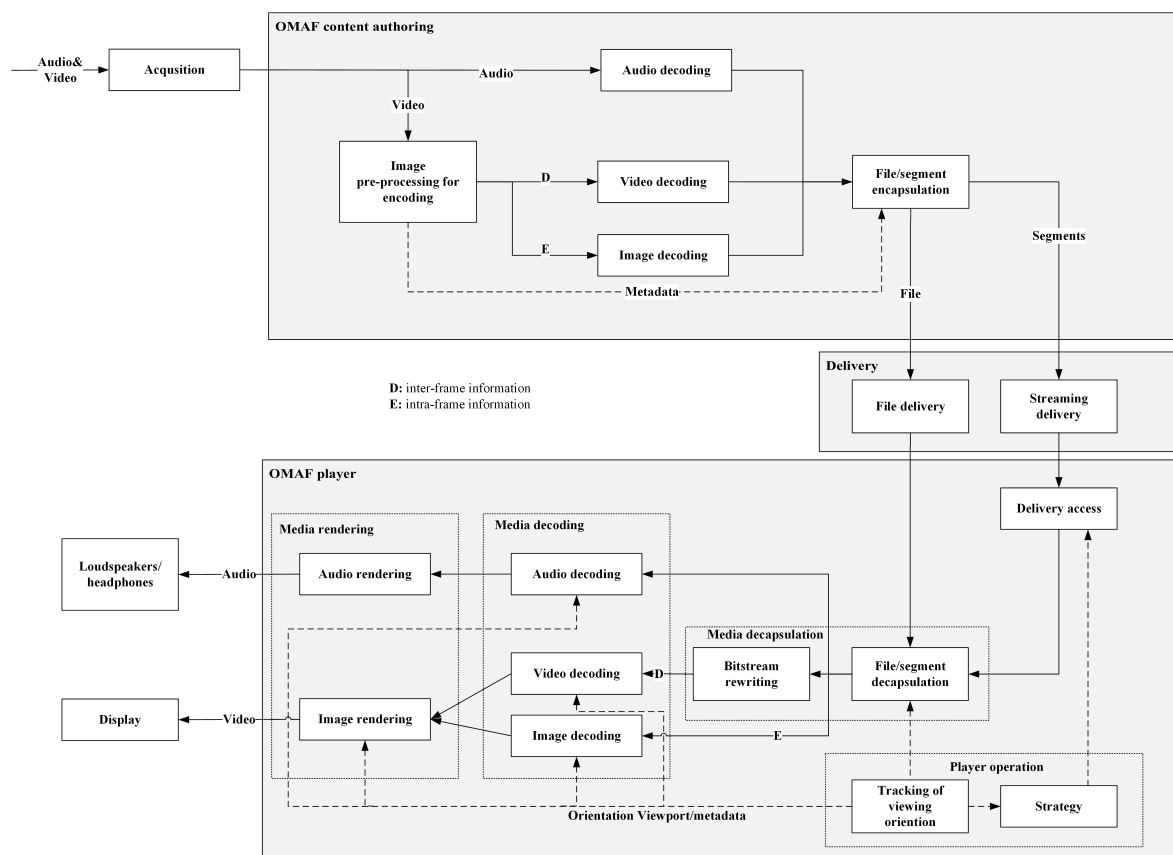 OMAF content authoring
Audio&
Video
Acqusition
Audio
Audio decoding
Video
Image
pre-processing for
encoding
D
Video decoding
File/segment
encapsulation
E
Image decoding
Segments
Metadata
File
D: inter-frame information
E: intra-frame information
Delivery
File delivery
Streaming
delivery
OMAF player
Delivery access
Media rendering
Media decoding
Loudspeakers/
headphones
Audio
Audio rendering
Audio decoding
Media decapsulation
Video decoding
D
Bitstream
rewriting
File/segment
decapsulation
Display
Video
Image rendering
Image decoding
E
Player operation
Tracking of
viewing
oriention
Strategy
Orientation Viewport/metadata